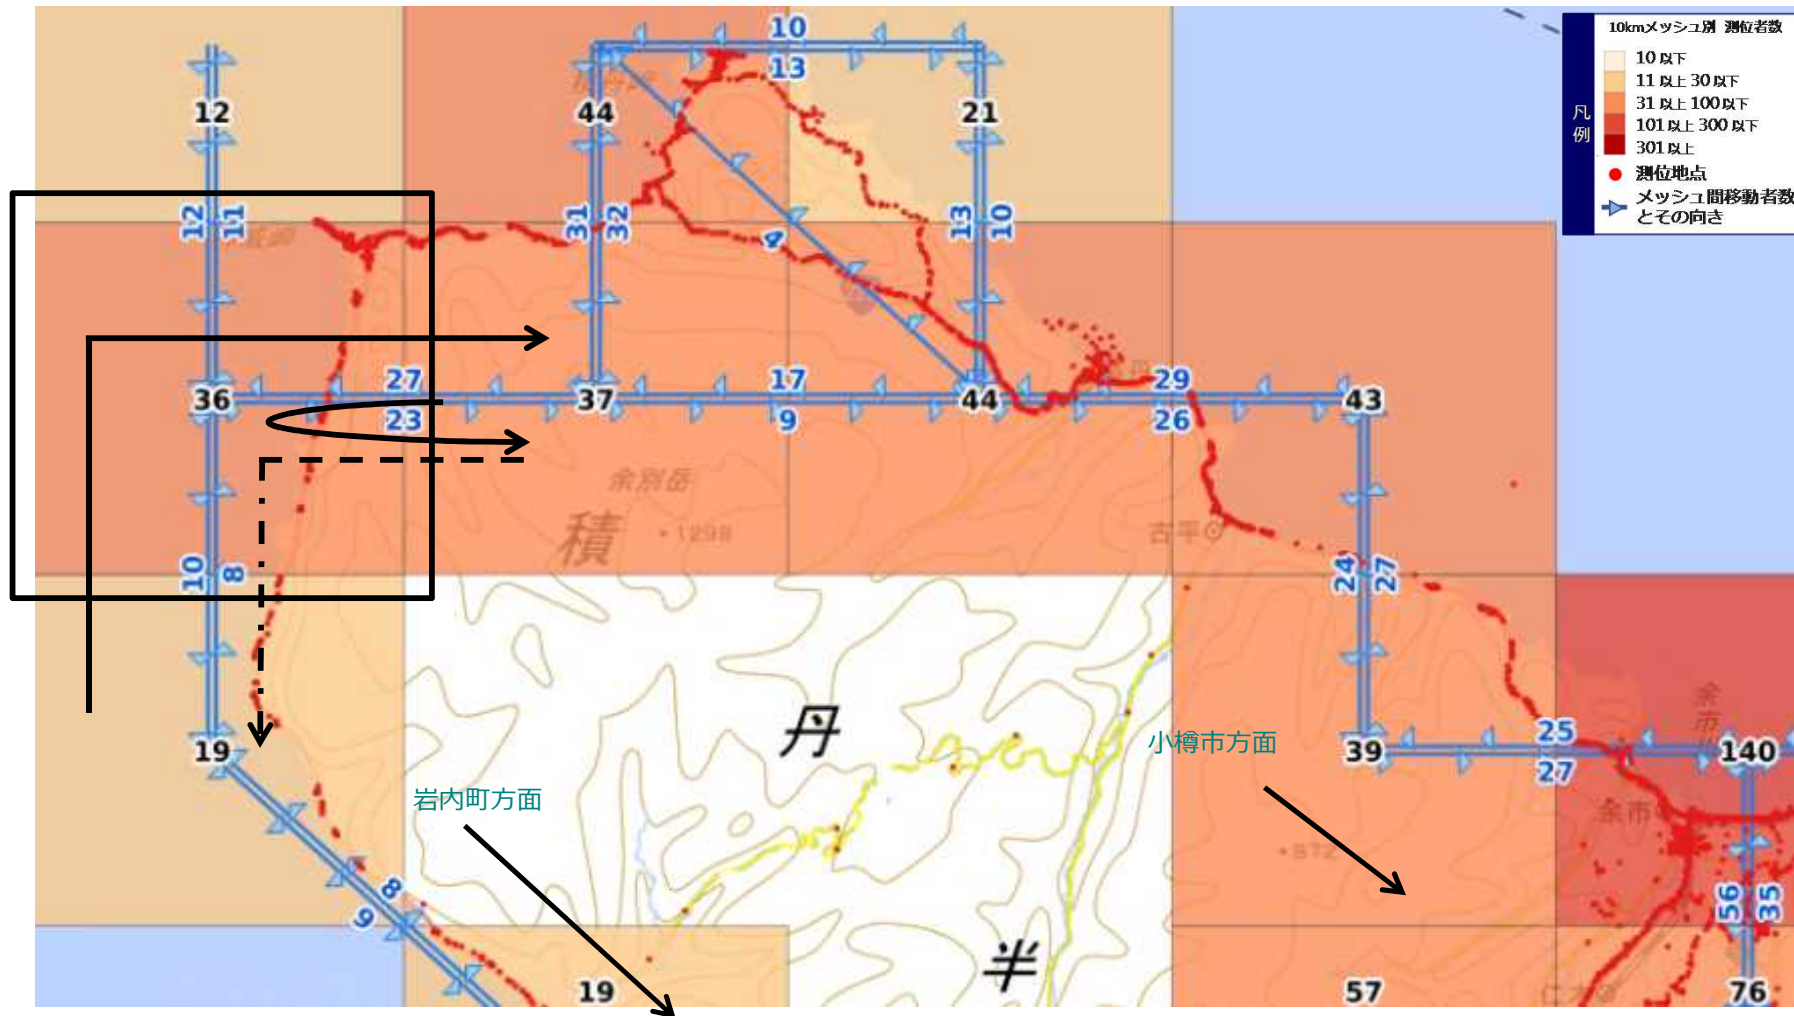 10kmメッシュ別 測位者数
10 以下
11 以上 30 以下
31 以上 100 以下
101 以上 300 以下
301 以上
測位地点
メッシュ間移動者数
とその向き
凡例
10
13
12
44
21
12
11
31
32
13
10
4
36
27
23
37
17
9
44
29
26
43
余別岳
積
1298
古平
10
8
24
27
丹
小樽市方面
余市
19
39
25
27
140
岩内町方面
余市
872
8
9
56
35
半
19
57
仁木
76